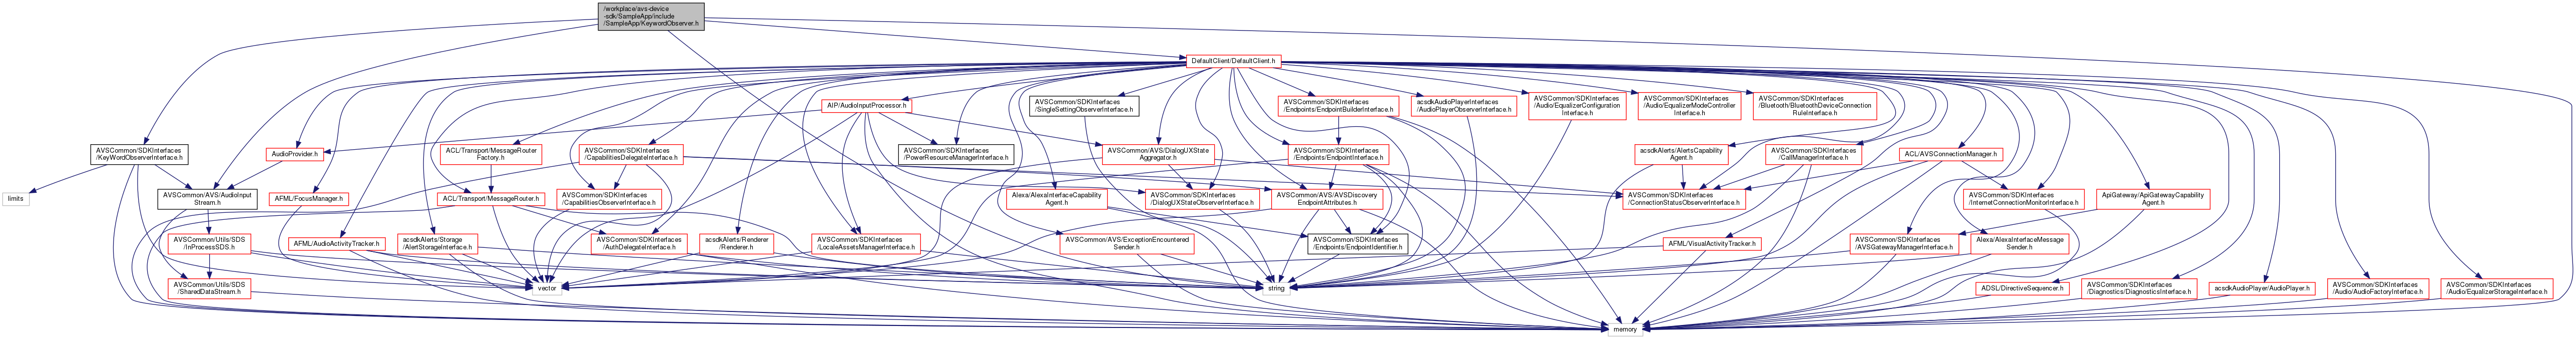 /workplace/avs-device
-sdk/SampleApp/include
/SampleApp/KeywordObserver.h
DefaultClient/DefaultClient.h
AIP/AudioInputProcessor.h
AVSCommon/SDKInterfaces
/SingleSettingObserverInterface.h
AVSCommon/SDKInterfaces
/Endpoints/EndpointBuilderInterface.h
acsdkAudioPlayerInterfaces
/AudioPlayerObserverInterface.h
AVSCommon/SDKInterfaces
/Audio/EqualizerConfiguration
Interface.h
AVSCommon/SDKInterfaces
/Audio/EqualizerModeController
Interface.h
AVSCommon/SDKInterfaces
/Bluetooth/BluetoothDeviceConnection
RuleInterface.h
AVSCommon/SDKInterfaces
/KeyWordObserverInterface.h
AudioProvider.h
ACL/Transport/MessageRouter
Factory.h
AVSCommon/SDKInterfaces
/CapabilitiesDelegateInterface.h
AVSCommon/SDKInterfaces
/PowerResourceManagerInterface.h
AVSCommon/AVS/DialogUXState
Aggregator.h
AVSCommon/SDKInterfaces
/Endpoints/EndpointInterface.h
acsdkAlerts/AlertsCapability
Agent.h
AVSCommon/SDKInterfaces
/CallManagerInterface.h
ACL/AVSConnectionManager.h
limits
AVSCommon/AVS/AudioInput
Stream.h
AFML/FocusManager.h
ACL/Transport/MessageRouter.h
AVSCommon/SDKInterfaces
/CapabilitiesObserverInterface.h
Alexa/AlexaInterfaceCapability
Agent.h
AVSCommon/SDKInterfaces
/DialogUXStateObserverInterface.h
AVSCommon/AVS/AVSDiscovery
EndpointAttributes.h
AVSCommon/SDKInterfaces
/ConnectionStatusObserverInterface.h
AVSCommon/SDKInterfaces
/InternetConnectionMonitorInterface.h
ApiGateway/ApiGatewayCapability
Agent.h
AVSCommon/Utils/SDS
/InProcessSDS.h
AFML/AudioActivityTracker.h
acsdkAlerts/Storage
/AlertStorageInterface.h
AVSCommon/SDKInterfaces
/AuthDelegateInterface.h
acsdkAlerts/Renderer
/Renderer.h
AVSCommon/SDKInterfaces
/LocaleAssetsManagerInterface.h
AVSCommon/AVS/ExceptionEncountered
Sender.h
AVSCommon/SDKInterfaces
/Endpoints/EndpointIdentifier.h
AFML/VisualActivityTracker.h
AVSCommon/SDKInterfaces
/AVSGatewayManagerInterface.h
Alexa/AlexaInterfaceMessage
Sender.h
AVSCommon/Utils/SDS
/SharedDataStream.h
vector
string
ADSL/DirectiveSequencer.h
AVSCommon/SDKInterfaces
/Diagnostics/DiagnosticsInterface.h
acsdkAudioPlayer/AudioPlayer.h
AVSCommon/SDKInterfaces
/Audio/AudioFactoryInterface.h
AVSCommon/SDKInterfaces
/Audio/EqualizerStorageInterface.h
memory